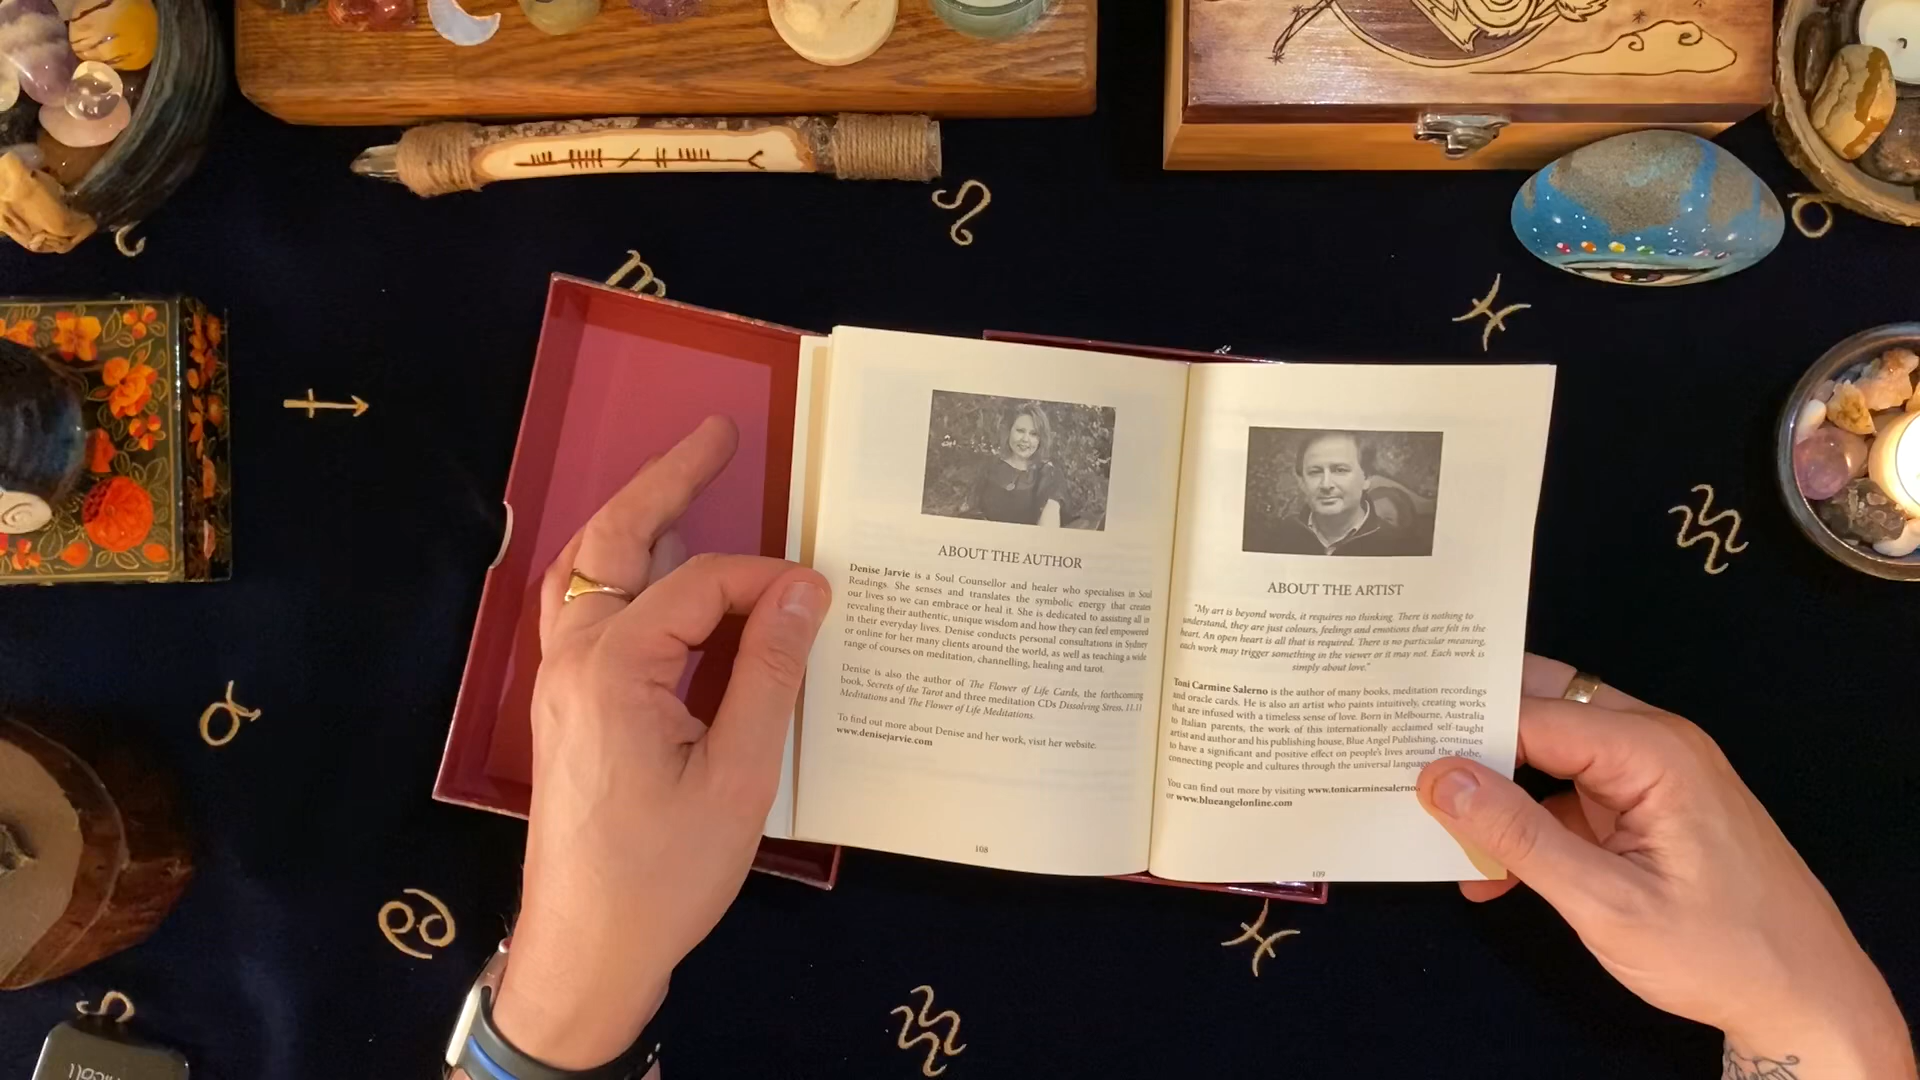 ABOUT THE AUTHOR
Denise Jarvie is a Soul Counsellor and healer who specialises in Soul
Readings. She senses and translates the symbolic energy that creates
our lives so we can embrace or heal it. She is dedicated to assisting all in
revealing their authentic, unique wisdom and how they can feel empowered
in their everyday lives. Denise conducts personal consultations in Sydney
or online for her many clients around the world, as well as teaching a wide
range of courses on meditation, channelling, healing and tarot.
Denise is also the author of The Flower of Life Cards, the forthcoming
book, Secrets of the Tarot and three meditation CDs Dissolving Stress, 11.11
Meditations and The Flower of Life Meditations.
To find out more about Denise and her work, visit her website:
www.denisejarvie.com
108
ABOUT THE ARTIST
"My art is beyond words, it requires no thinking. There is nothing to
understand, they are just colours, feelings and emotions that are felt in the
heart. An open heart is all that is required. There is no particular meaning,
each work may trigger something in the viewer or it may not. Each work is
simply about love."
Toni Carmine Salerno is the author of many books, meditation recordings
and oracle cards. He is also an artist who paints intuitively, creating works
that are infused with a timeless sense of love. Born in Melbourne, Australia
to Italian parents, the work of this internationally acclaimed self-taught
artist and author and his publishing house, Blue Angel Publishing, continues
to have a significant and positive effect on people's lives around the globe,
connecting people and cultures through the universal language
You can find out more by visiting www.tonicarminesalerno.
or www.blueangelonline.com
109